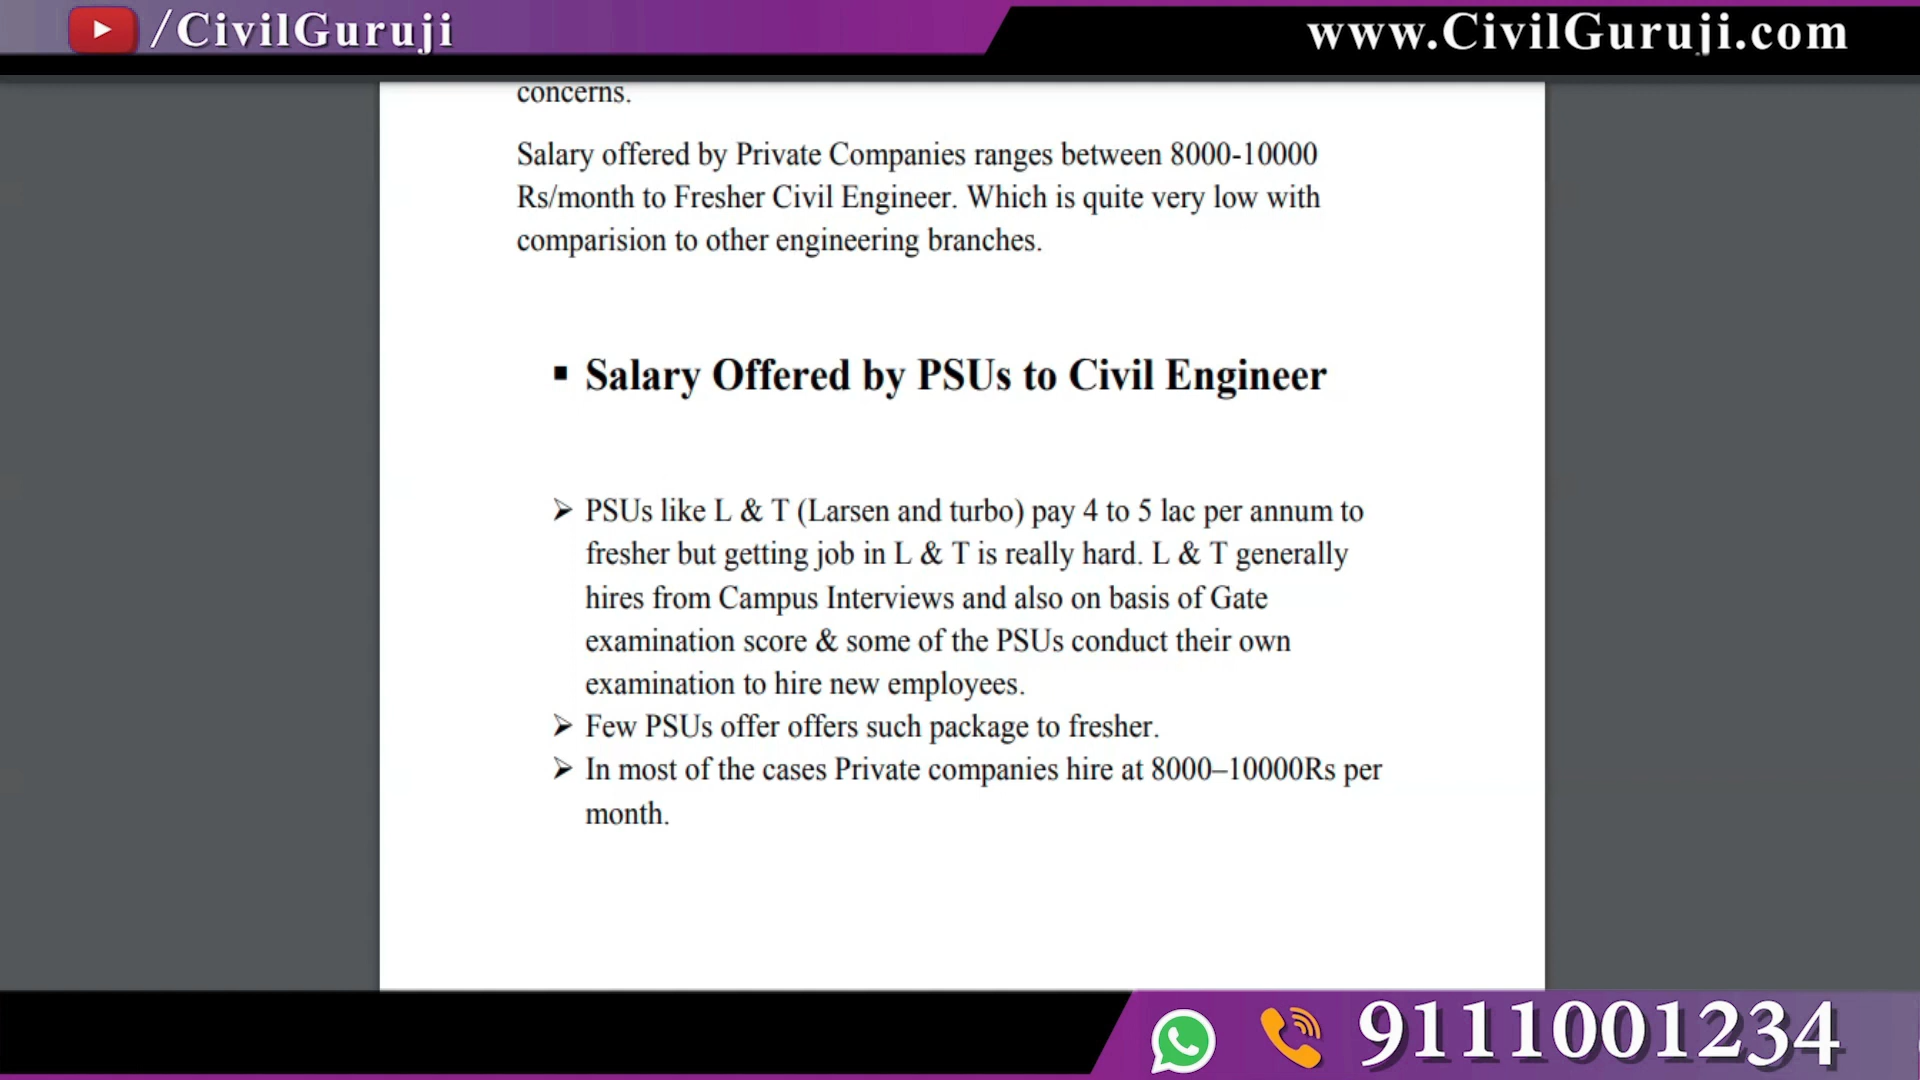 /CivilGuruji
www.CivilGuruji.com
concerns.
Salary offered by Private Companies ranges between 8000-10000
Rs/month to Fresher Civil Engineer. Which is quite very low with
comparision to other engineering branches.
▪ Salary Offered by PSUs to Civil Engineer
➢ PSUs like L & T (Larsen and turbo) pay 4 to 5 lac per annum to
fresher but getting job in L & T is really hard. L & T generally
hires from Campus Interviews and also on basis of Gate
examination score & some of the PSUs conduct their own
examination to hire new employees.
➢ Few PSUs offer offers such package to fresher.
➢ In most of the cases Private companies hire at 8000–10000Rs per
month.
9111001234